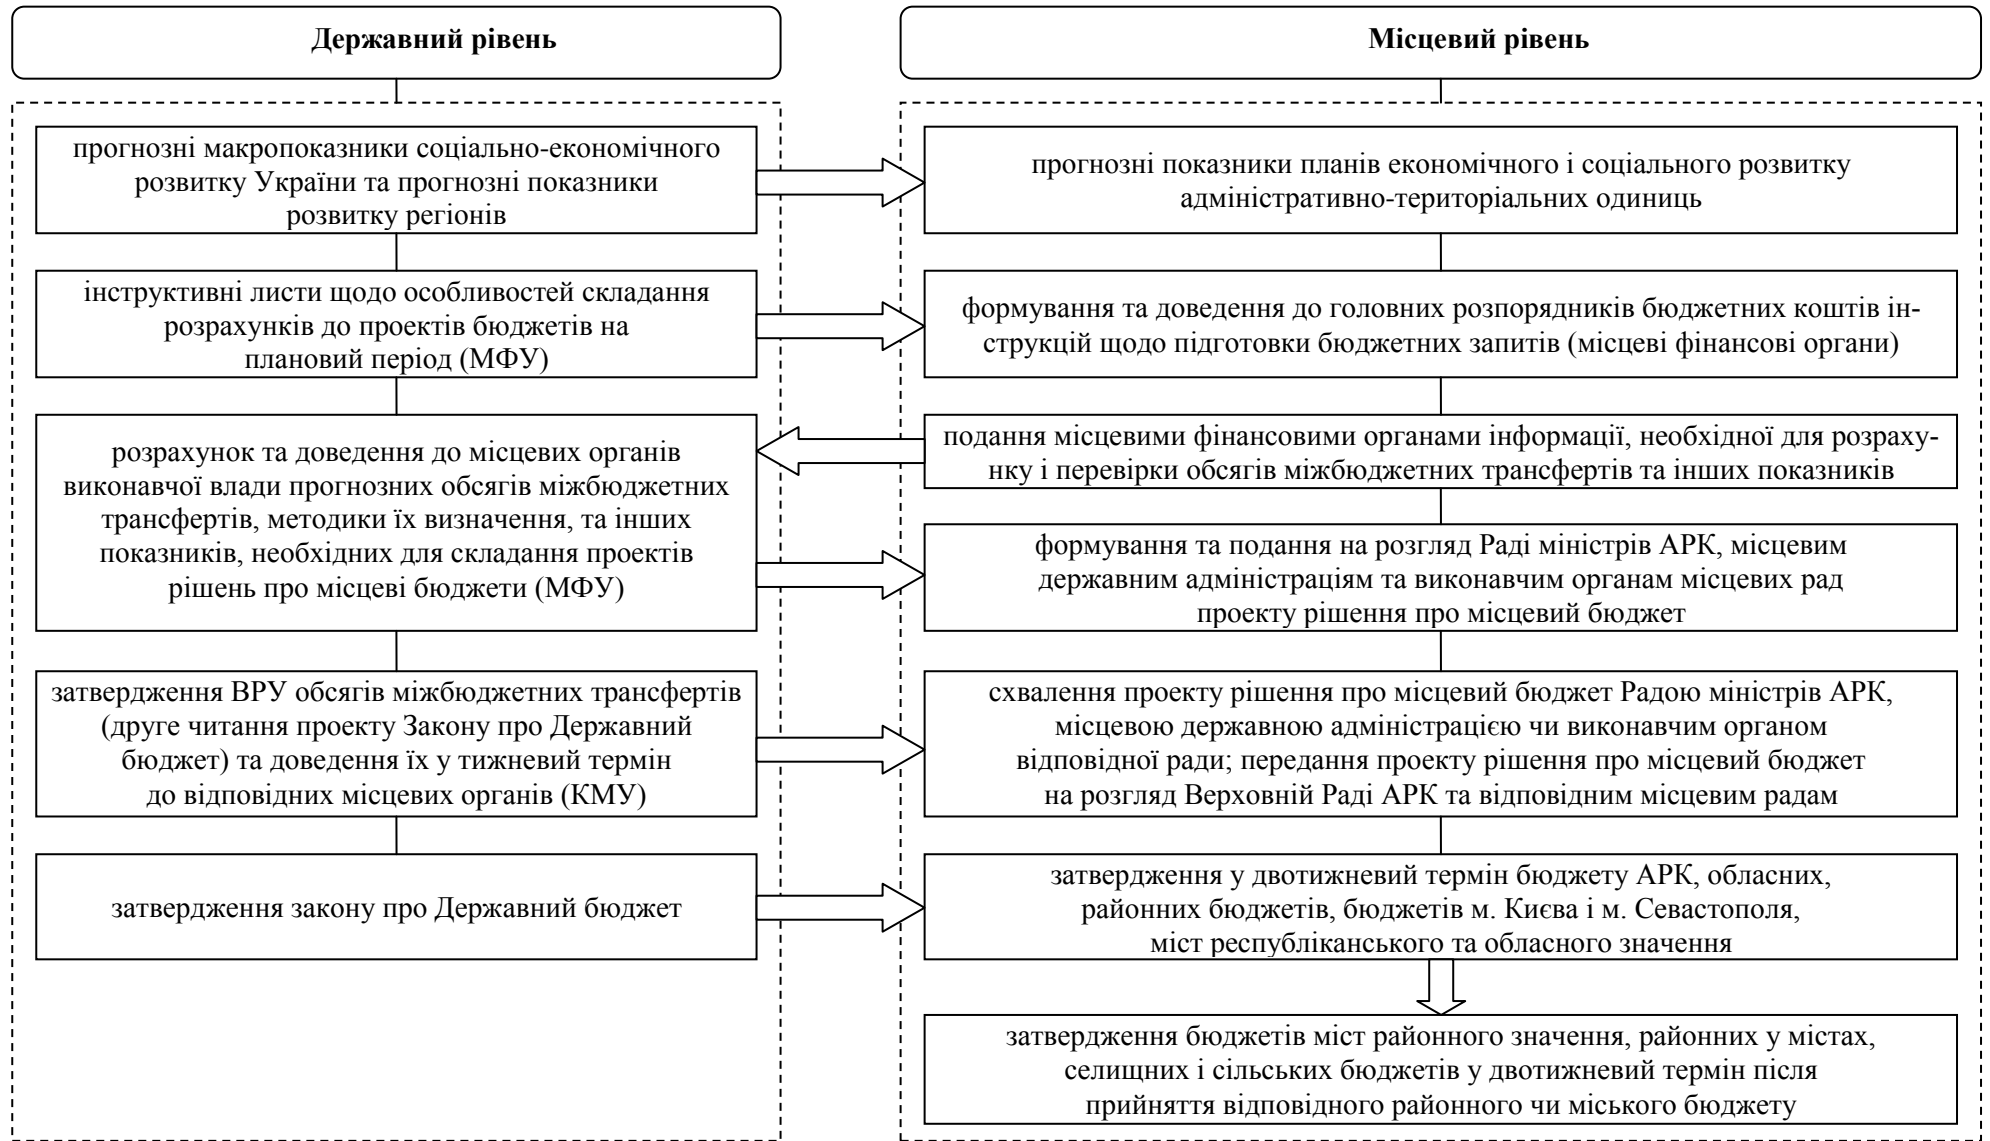 Державний рівень
Місцевий рівень
прогнозні макропоказники соціально-економічного
розвитку України та прогнозні показники
розвитку регіонів
прогнозні показники планів економічного і соціального розвитку
адміністративно-територіальних одиниць
інструктивні листи щодо особливостей складання
розрахунків до проектів бюджетів на
плановий період (МФУ)
формування та доведення до головних розпорядників бюджетних коштів ін-
струкцій щодо підготовки бюджетних запитів (місцеві фінансові органи)
розрахунок та доведення до місцевих органів
виконавчої влади прогнозних обсягів міжбюджетних
трансфертів, методики їх визначення, та інших
показників, необхідних для складання проектів
рішень про місцеві бюджети (МФУ)
подання місцевими фінансовими органами інформації, необхідної для розраху-
нку і перевірки обсягів міжбюджетних трансфертів та інших показників
формування та подання на розгляд Раді міністрів АРК, місцевим
державним адміністраціям та виконавчим органам місцевих рад
проекту рішення про місцевий бюджет
затвердження ВРУ обсягів міжбюджетних трансфертів
(друге читання проекту Закону про Державний
бюджет) та доведення їх у тижневий термін
до відповідних місцевих органів (КМУ)
схвалення проекту рішення про місцевий бюджет Радою міністрів АРК,
місцевою державною адміністрацією чи виконавчим органом
відповідної ради; передання проекту рішення про місцевий бюджет
на розгляд Верховній Раді АРК та відповідним місцевим радам
затвердження закону про Державний бюджет
затвердження у двотижневий термін бюджету АРК, обласних,
районних бюджетів, бюджетів м. Києва і м. Севастополя,
міст республіканського та обласного значення
затвердження бюджетів міст районного значення, районних у містах,
селищних і сільських бюджетів у двотижневий термін після
прийняття відповідного районного чи міського бюджету